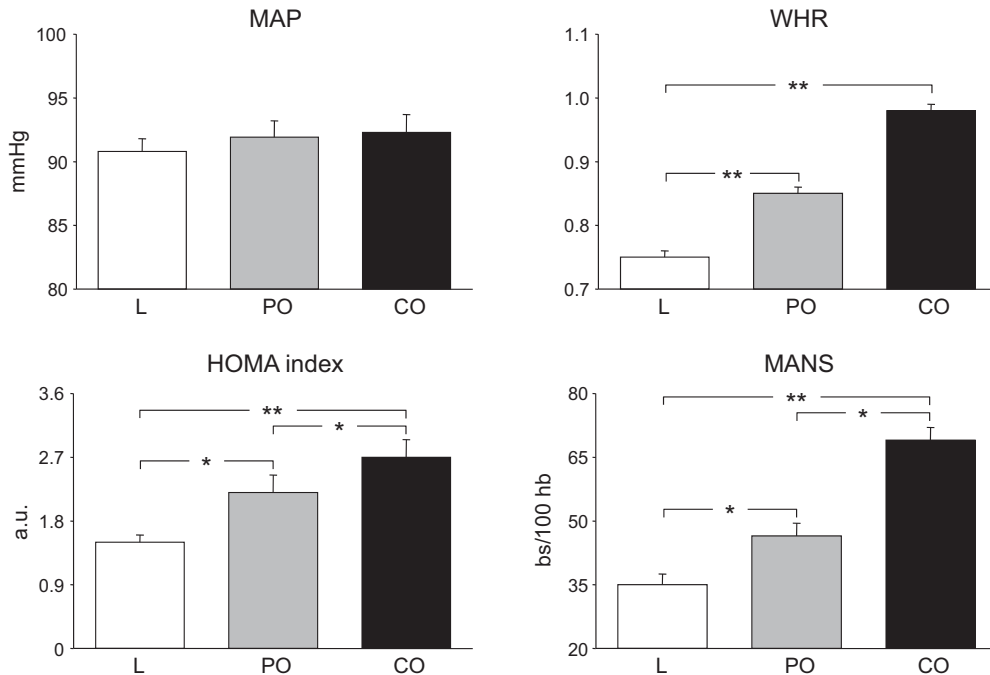 MAP
100
95
90
85
80
mmHg
L PO CO
WHR
1.1
1.0
0.9
0.8
0.7
**
**
L PO CO
HOMA index
3.6
2.7
1.8
0.9
0
a.u.
**
*
*
L PO CO
MANS
80
65
50
35
20
bs/100 hb
**
*
*
L PO CO